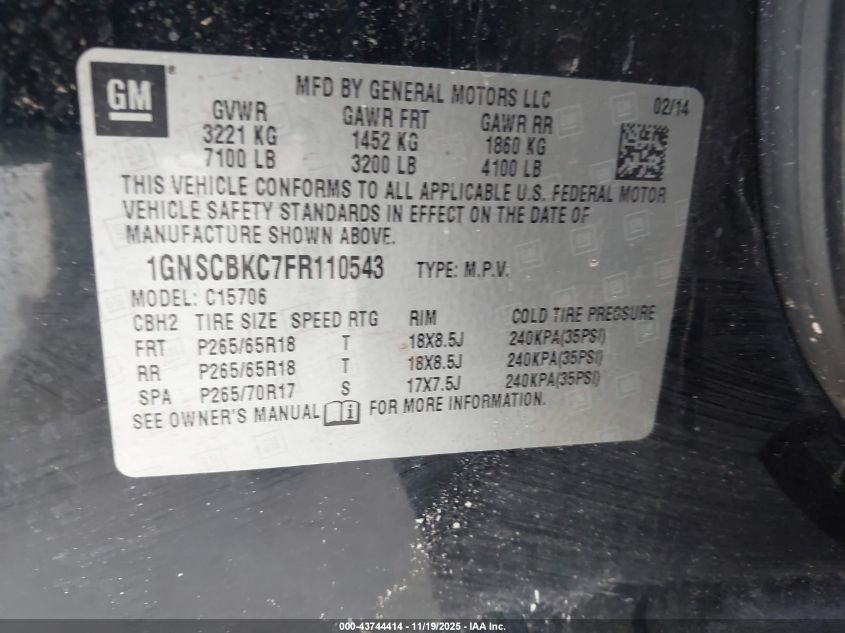 GM ®
MFD BY GENERAL MOTORS LLC
02/14
GVWR GAWR FRT GAWR RR
3221 KG 1452 KG 1860 KG
7100 LB 3200 LB 4100 LB
THIS VEHICLE CONFORMS TO ALL APPLICABLE U.S. FEDERAL MOTOR
VEHICLE SAFETY STANDARDS IN EFFECT ON THE DATE OF
MANUFACTURE SHOWN ABOVE.
1GNSCBKC7FR110543 TYPE: M.P.V.
MODEL: C15706
CBH2 TIRE SIZE SPEED RTG RIM COLD TIRE PRESSURE
FRT P265/65R18 T 18X8.5J 240KPA(35PSI)
RR P265/65R18 T 18X8.5J 240KPA(35PSI)
SPA P265/70R17 S 17X7.5J 240KPA(35PSI)
SEE OWNER'S MANUAL i FOR MORE INFORMATION.
000-43744414 - 11/19/2025 - IAA Inc.